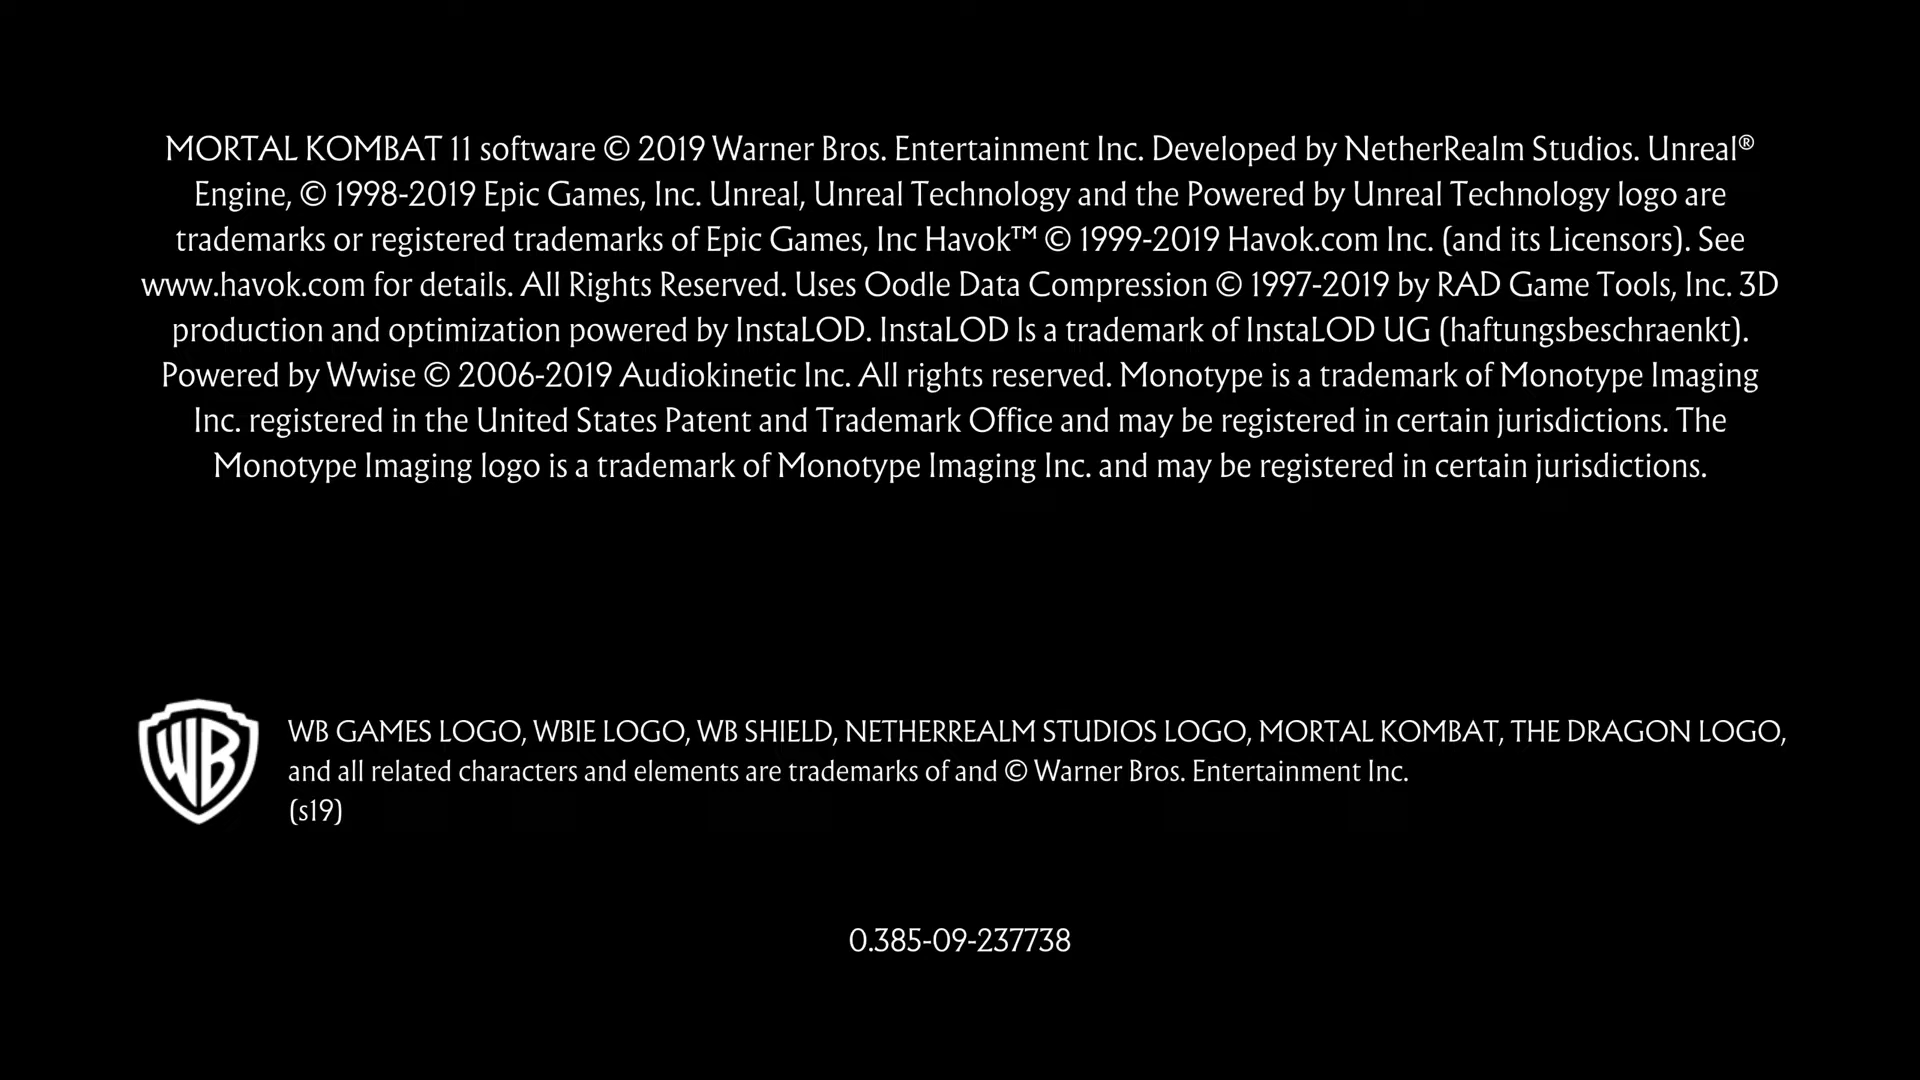 MORTAL KOMBAT 11 software © 2019 Warner Bros. Entertainment Inc. Developed by NetherRealm Studios. Unreal®
Engine, © 1998-2019 Epic Games, Inc. Unreal, Unreal Technology and the Powered by Unreal Technology logo are
trademarks or registered trademarks of Epic Games, Inc Havok™ © 1999-2019 Havok.com Inc. (and its Licensors). See
www.havok.com for details. All Rights Reserved. Uses Oodle Data Compression © 1997-2019 by RAD Game Tools, Inc. 3D
production and optimization powered by InstaLOD. InstaLOD Is a trademark of InstaLOD UG (haftungsbeschraenkt).
Powered by Wwise © 2006-2019 Audiokinetic Inc. All rights reserved. Monotype is a trademark of Monotype Imaging
Inc. registered in the United States Patent and Trademark Office and may be registered in certain jurisdictions. The
Monotype Imaging logo is a trademark of Monotype Imaging Inc. and may be registered in certain jurisdictions.
WB
WB GAMES LOGO, WBIE LOGO, WB SHIELD, NETHERREALM STUDIOS LOGO, MORTAL KOMBAT, THE DRAGON LOGO,
and all related characters and elements are trademarks of and © Warner Bros. Entertainment Inc.
(s19)
0.385-09-237738